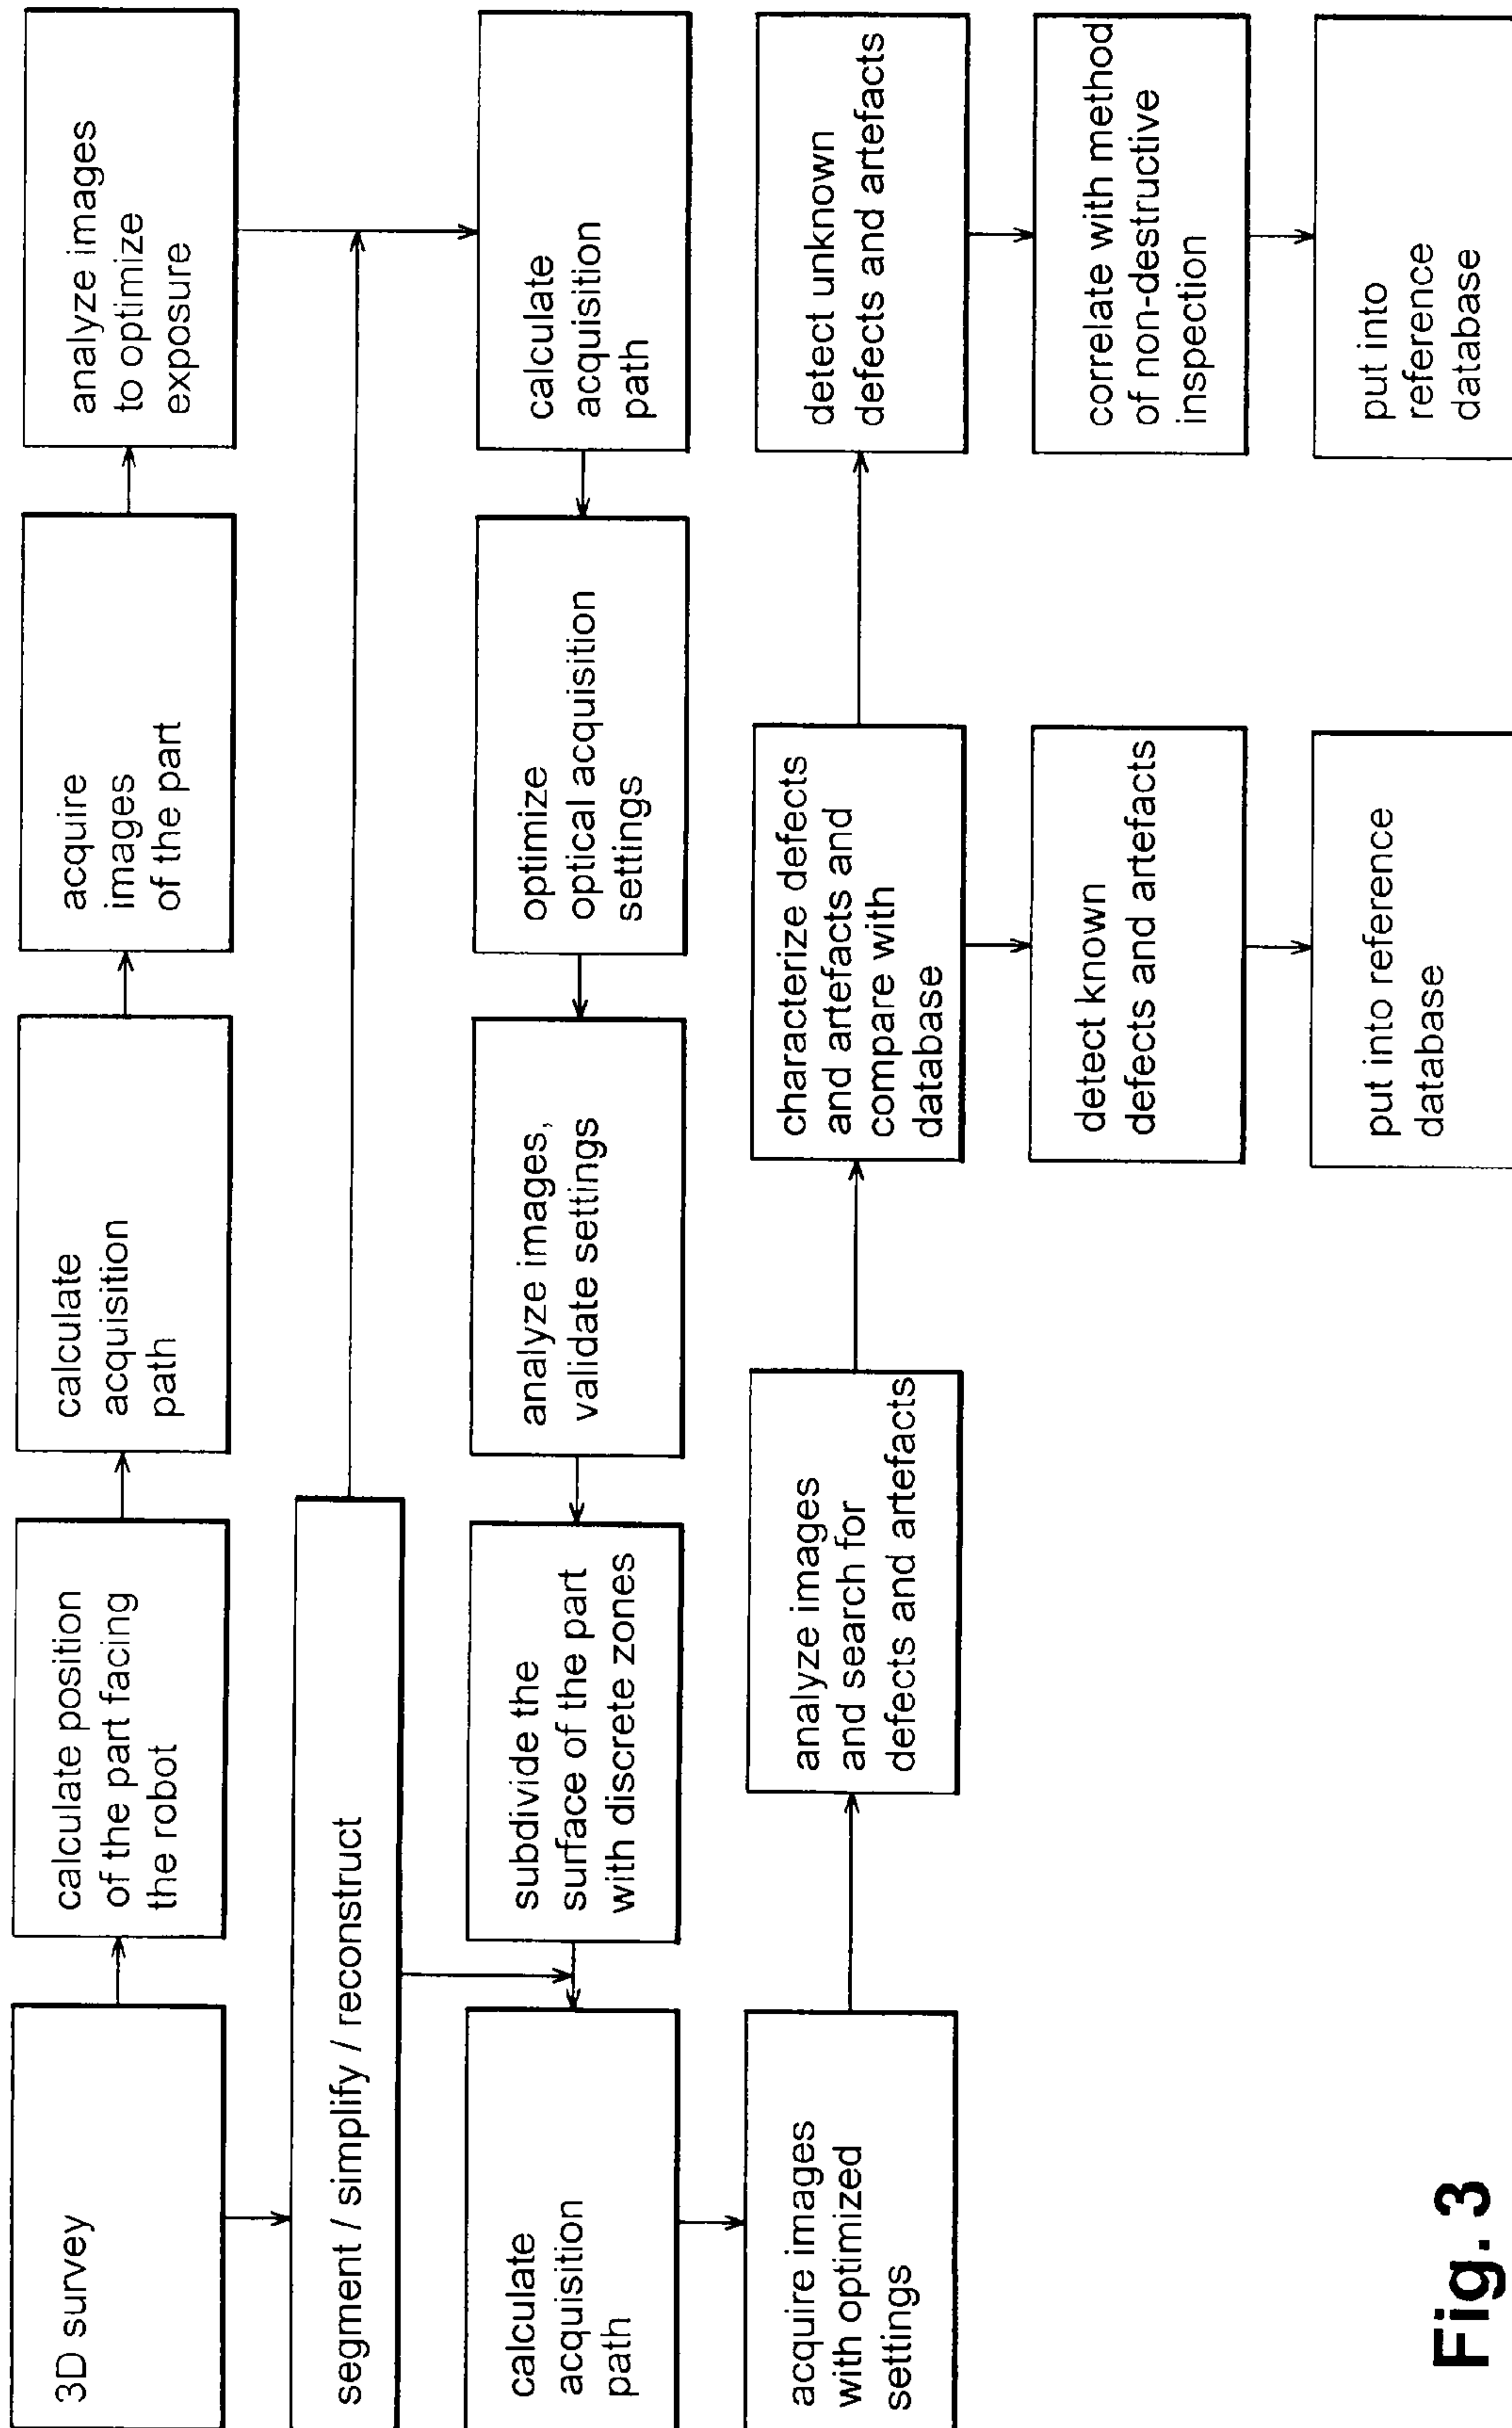 3D survey
calculate position
of the part facing
the robot
calculate
acquisition
path
acquire
images
of the part
analyze images
to optimize
exposure
segment / simplify / reconstruct
calculate
acquisition
path
optimize
optical acquisition
settings
analyze images,
validate settings
subdivide the
surface of the part
with discrete zones
calculate
acquisition
path
acquire images
with optimized
settings
analyze images
and search for
defects and artefacts
characterize defects
and artefacts and
compare with
database
detect unknown
defects and artefacts
detect known
defects and artefacts
correlate with method
of non-destructive
inspection
put into reference
database
put into
reference
database
Fig. 3